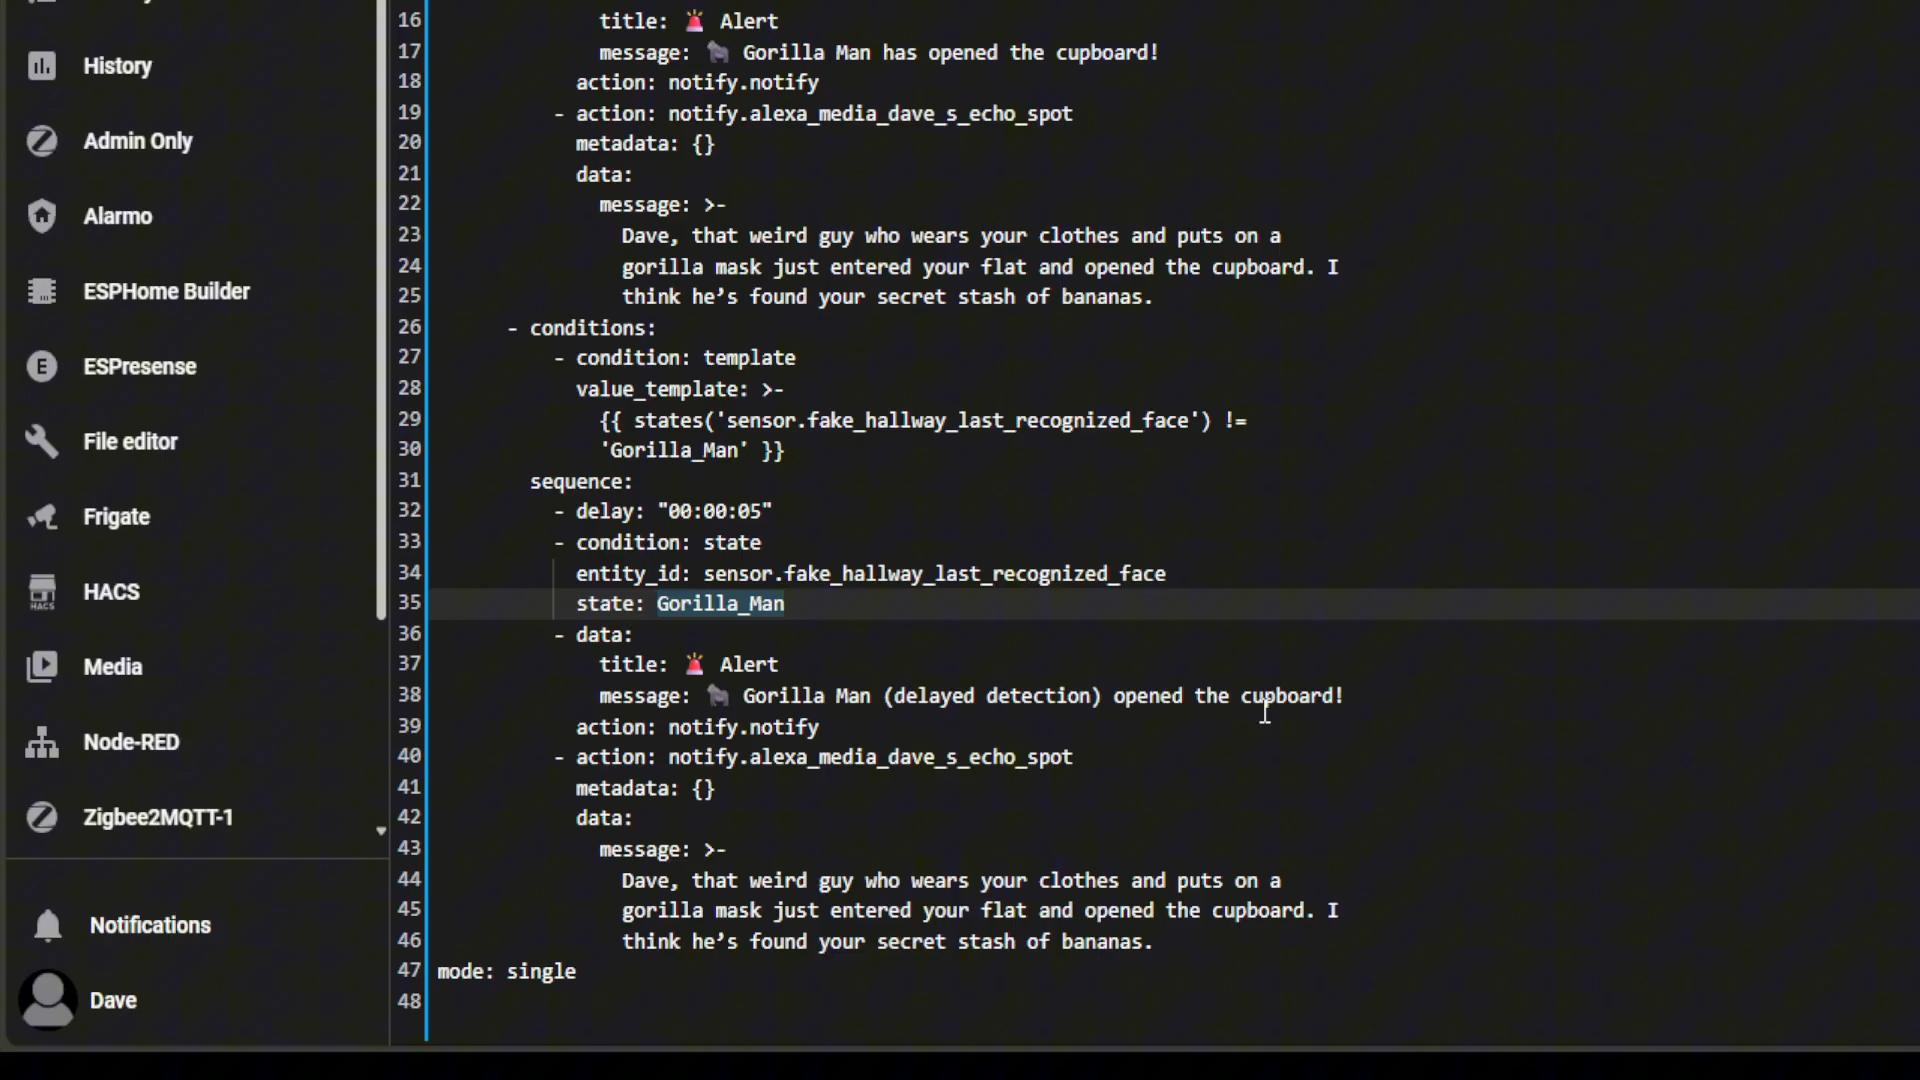 History
Admin Only
Alarmo
ESPHome Builder
E
ESPresense
File editor
Frigate
HACS
HACS
Media
Node-RED
Zigbee2MQTT-1
Notifications
Dave
16 title: 🚨 Alert
17 message: 🦍 Gorilla Man has opened the cupboard!
18 action: notify.notify
19 - action: notify.alexa_media_dave_s_echo_spot
20 metadata: {}
21 data:
22 message: >-
23 Dave, that weird guy who wears your clothes and puts on a
24 gorilla mask just entered your flat and opened the cupboard. I
25 think he’s found your secret stash of bananas.
26 - conditions:
27 - condition: template
28 value_template: >-
29 {{ states('sensor.fake_hallway_last_recognized_face') !=
30 'Gorilla_Man' }}
31 sequence:
32 - delay: "00:00:05"
33 - condition: state
34 entity_id: sensor.fake_hallway_last_recognized_face
35 state: Gorilla_Man
36 - data:
37 title: 🚨 Alert
38 message: 🦍 Gorilla Man (delayed detection) opened the cupboard!
39 action: notify.notify
40 - action: notify.alexa_media_dave_s_echo_spot
41 metadata: {}
42 data:
43 message: >-
44 Dave, that weird guy who wears your clothes and puts on a
45 gorilla mask just entered your flat and opened the cupboard. I
46 think he’s found your secret stash of bananas.
47 mode: single
48